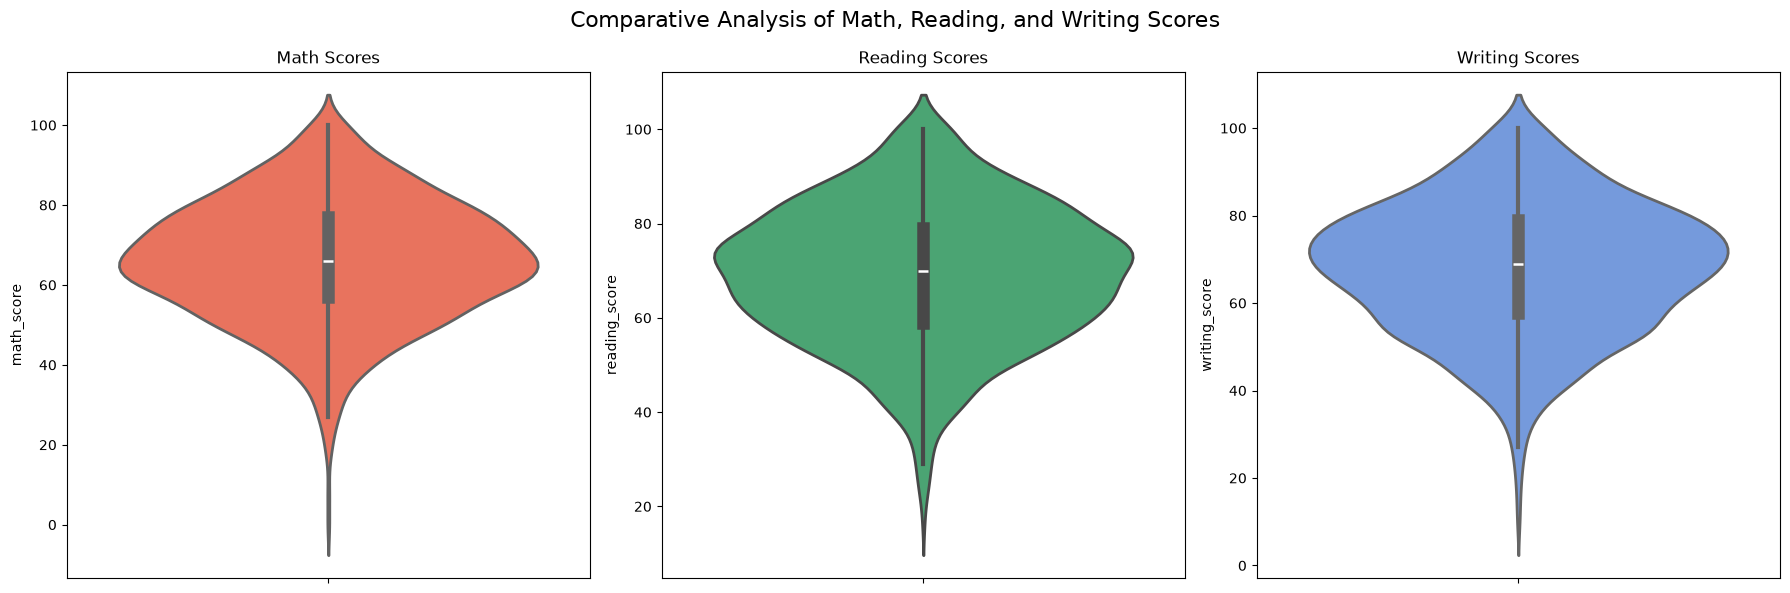 Comparative Analysis of Math, Reading, and Writing Scores
Math Scores
math_score
100
80
60
40
20
0
Reading Scores
reading_score
100
80
60
40
20
Writing Scores
writing_score
100
80
60
40
20
0